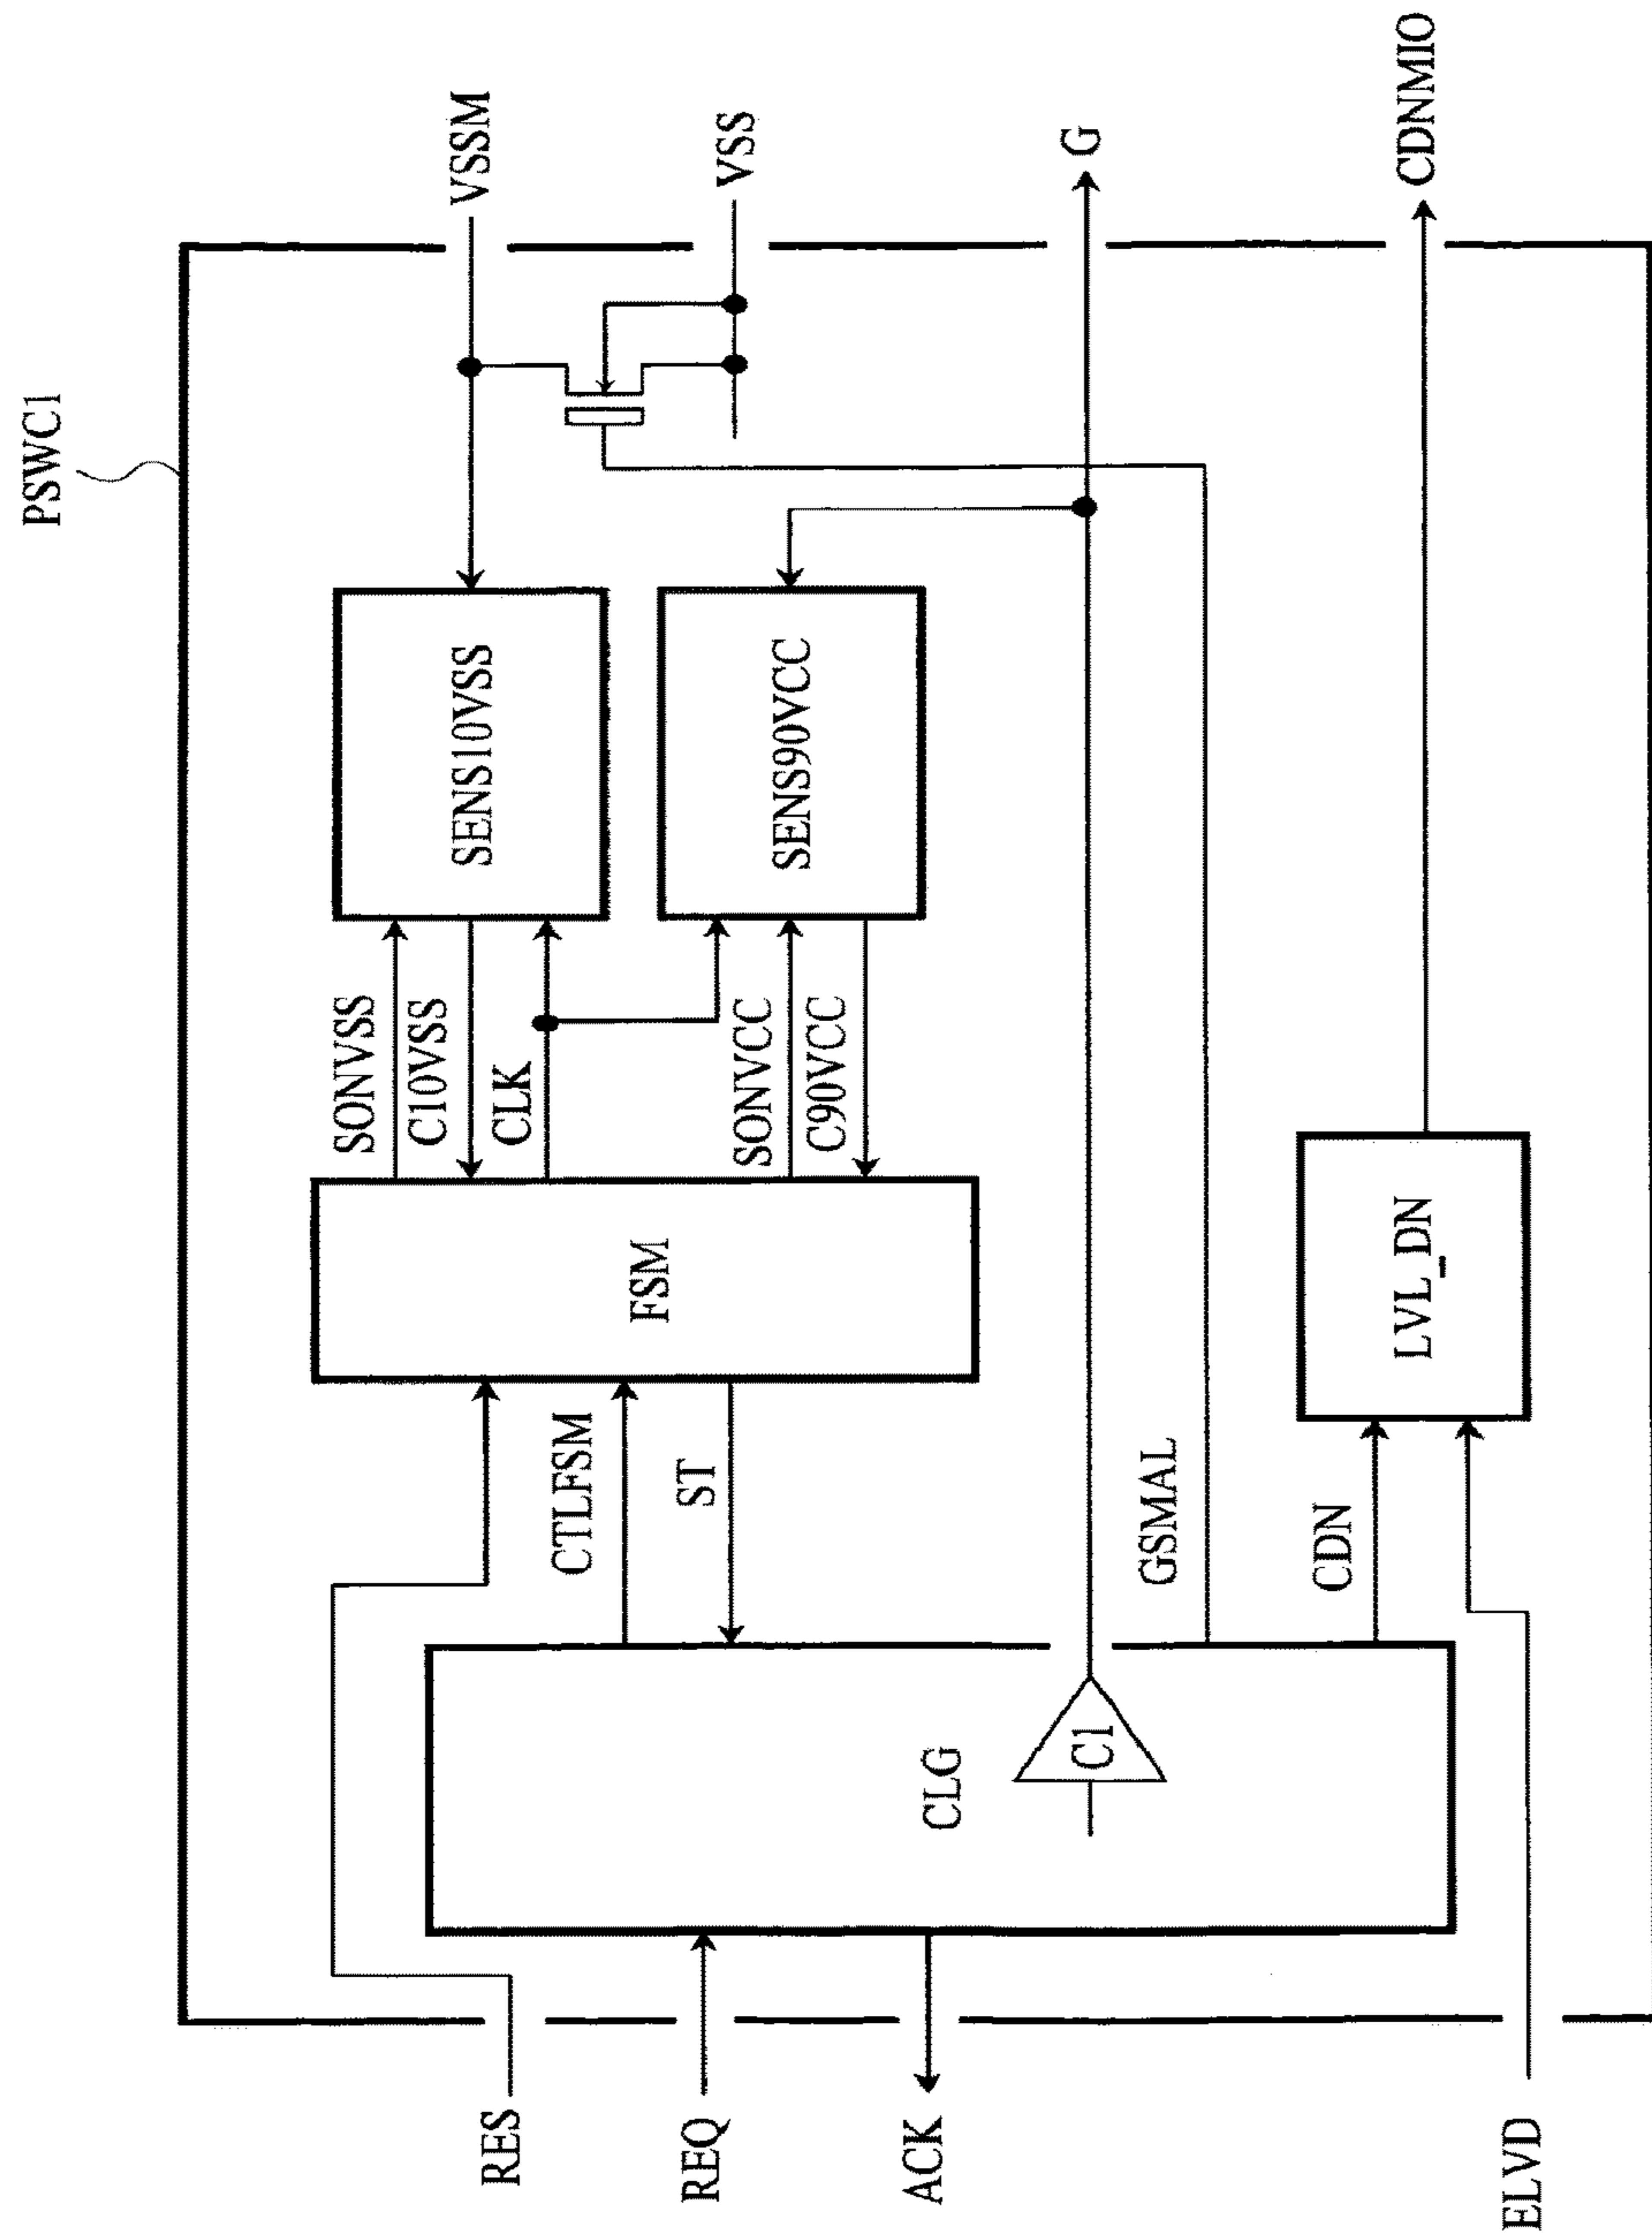 PSWC1
RES
REQ
ACK
ELVD
CLG
C1
CTLFSM
ST
GSMAL
CDN
FSM
LVL_DN
SONVSS
C10VSS
CLK
SONVCC
C90VCC
SENS10VSS
SENS90VCC
VSSM
VSS
G
CDNMIO